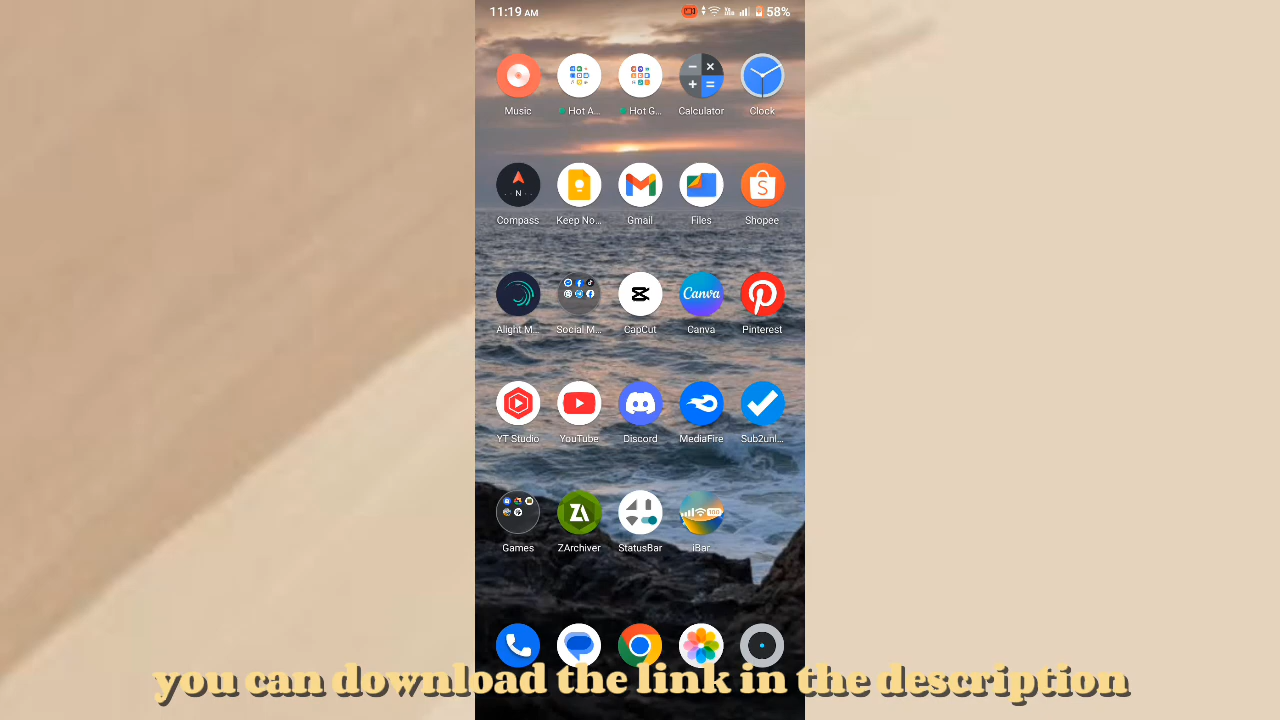 11:19 AM 58%
Music Hot A... Hot G... Calculator Clock
Compass Keep No... Gmail Files Shopee
Alight M... Social M... CapCut Canva Pinterest
YT Studio YouTube Discord MediaFire Sub2unl...
Games ZArchiver StatusBar iBar
you can download the link in the description